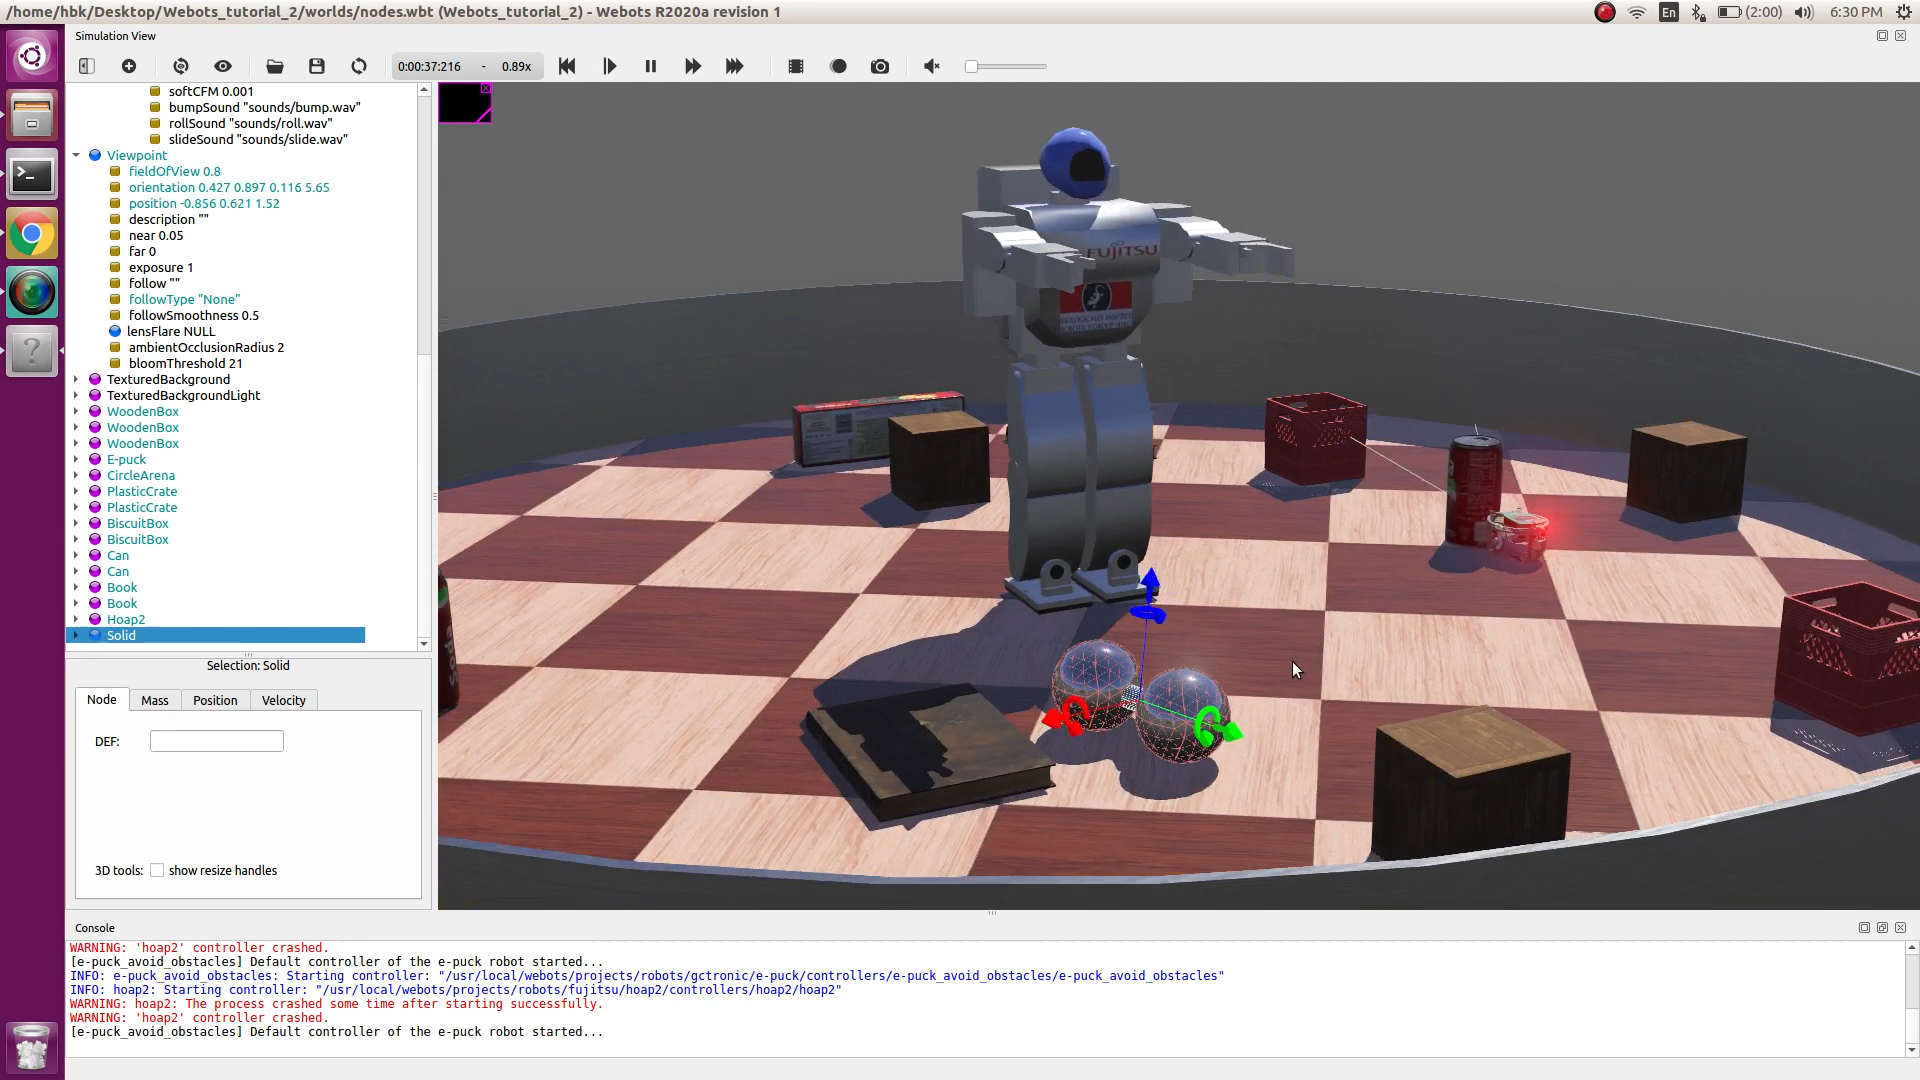 /home/hbk/Desktop/Webots_tutorial_2/worlds/nodes.wbt (Webots_tutorial_2) - Webots R2020a revision 1
En
(2:00)
6:30 PM
Simulation View
0:00:37:216 - 0.89x
softCFM 0.001
bumpSound "sounds/bump.wav"
rollSound "sounds/roll.wav"
slideSound "sounds/slide.wav"
Viewpoint
fieldOfView 0.8
orientation 0.427 0.897 0.116 5.65
position -0.856 0.621 1.52
description ""
near 0.05
far 0
exposure 1
follow ""
followType "None"
followSmoothness 0.5
lensFlare NULL
ambientOcclusionRadius 2
bloomThreshold 21
TexturedBackground
TexturedBackgroundLight
WoodenBox
WoodenBox
WoodenBox
E-puck
CircleArena
PlasticCrate
PlasticCrate
BiscuitBox
BiscuitBox
Can
Can
Book
Book
Hoap2
Solid
FUJITSU
Selection: Solid
Node
Mass
Position
Velocity
DEF:
3D tools:
show resize handles
Console
WARNING: 'hoap2' controller crashed.
[e-puck_avoid_obstacles] Default controller of the e-puck robot started...
INFO: e-puck_avoid_obstacles: Starting controller: "/usr/local/webots/projects/robots/gctronic/e-puck/controllers/e-puck_avoid_obstacles/e-puck_avoid_obstacles"
INFO: hoap2: Starting controller: "/usr/local/webots/projects/robots/fujitsu/hoap2/controllers/hoap2/hoap2"
WARNING: hoap2: The process crashed some time after starting successfully.
WARNING: 'hoap2' controller crashed.
[e-puck_avoid_obstacles] Default controller of the e-puck robot started...